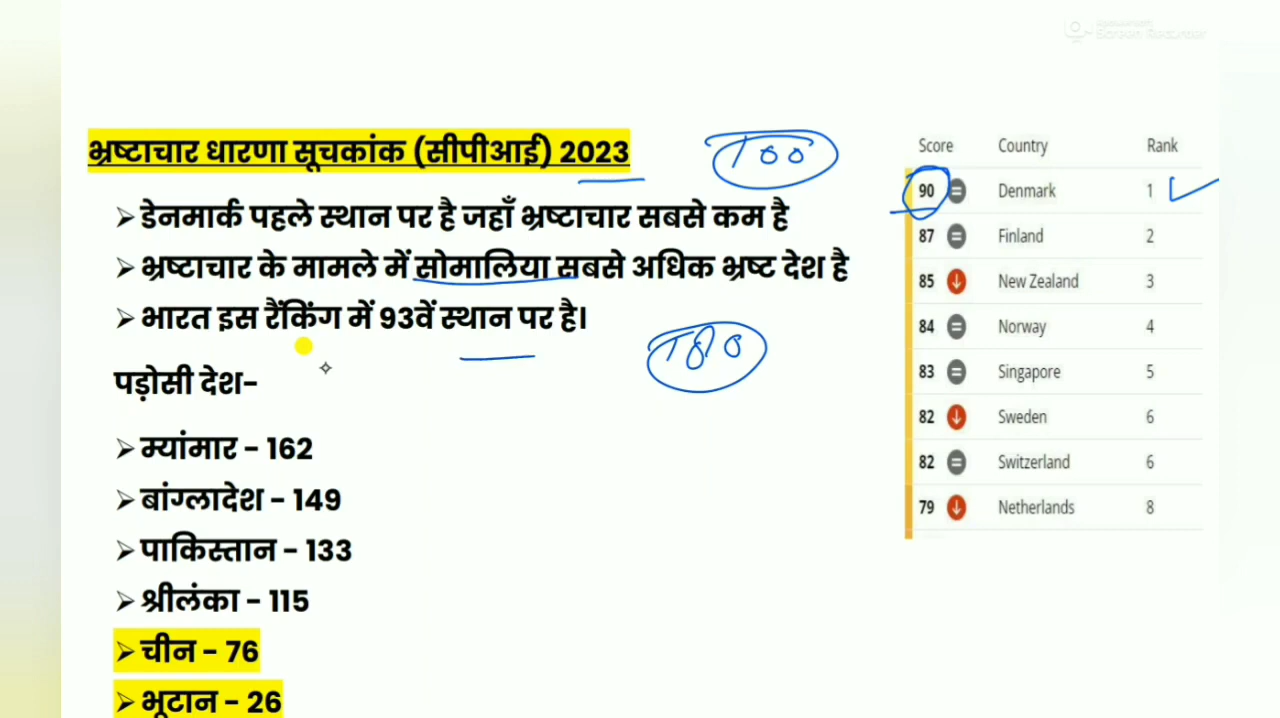 भ्रष्टाचार धारणा सूचकांक (सीपीआई) 2023
➢ डेनमार्क पहले स्थान पर है जहाँ भ्रष्टाचार सबसे कम है
➢ भ्रष्टाचार के मामले में सोमालिया सबसे अधिक भ्रष्ट देश है
➢ भारत इस रैंकिंग में 93वें स्थान पर है।
पड़ोसी देश-
➢ म्यांमार - 162
➢ बांग्लादेश - 149
➢ पाकिस्तान - 133
➢ श्रीलंका - 115
➢ चीन - 76
➢ भूटान - 26
100
Score Country Rank
90 Denmark 1
87 Finland 2
85 New Zealand 3
84 Norway 4
83 Singapore 5
82 Sweden 6
82 Switzerland 6
79 Netherlands 8
Screen Recorder